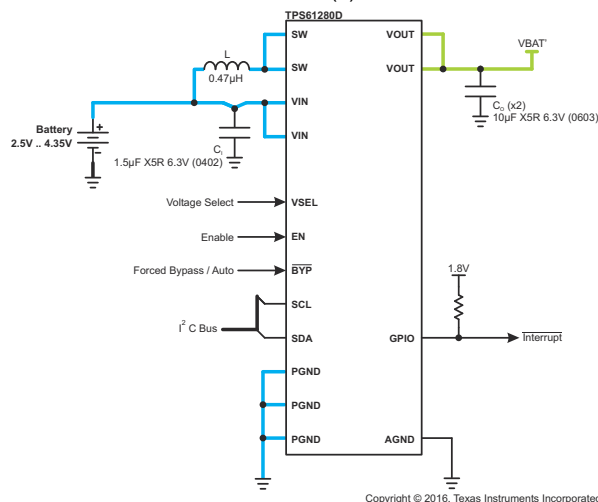 TPS61280D
SW
VOUT
VBAT'
L
0.47µH
SW
VOUT
VIN
C₀ (x2)
10µF X5R 6.3V (0603)
Battery
2.5V .. 4.35V
+
-
VIN
Cᵢ
1.5µF X5R 6.3V (0402)
Voltage Select
VSEL
Enable
EN
Forced Bypass / Auto
BYP
1.8V
SCL
I² C Bus
SDA
GPIO
Interrupt
PGND
PGND
PGND
AGND
Copyright © 2016, Texas Instruments Incorporated